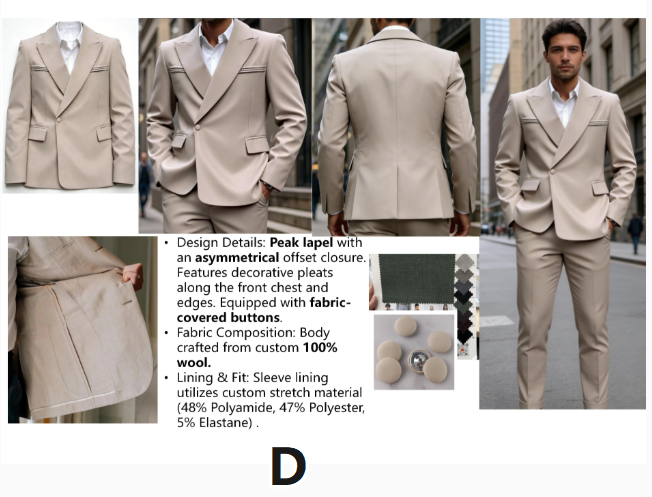 • Design Details: Peak lapel with
an asymmetrical offset closure.
Features decorative pleats
along the front chest and
edges. Equipped with fabric-
covered buttons.
• Fabric Composition: Body
crafted from custom 100%
wool.
• Lining & Fit: Sleeve lining
utilizes custom stretch material
(48% Polyamide, 47% Polyester,
5% Elastane) .
D